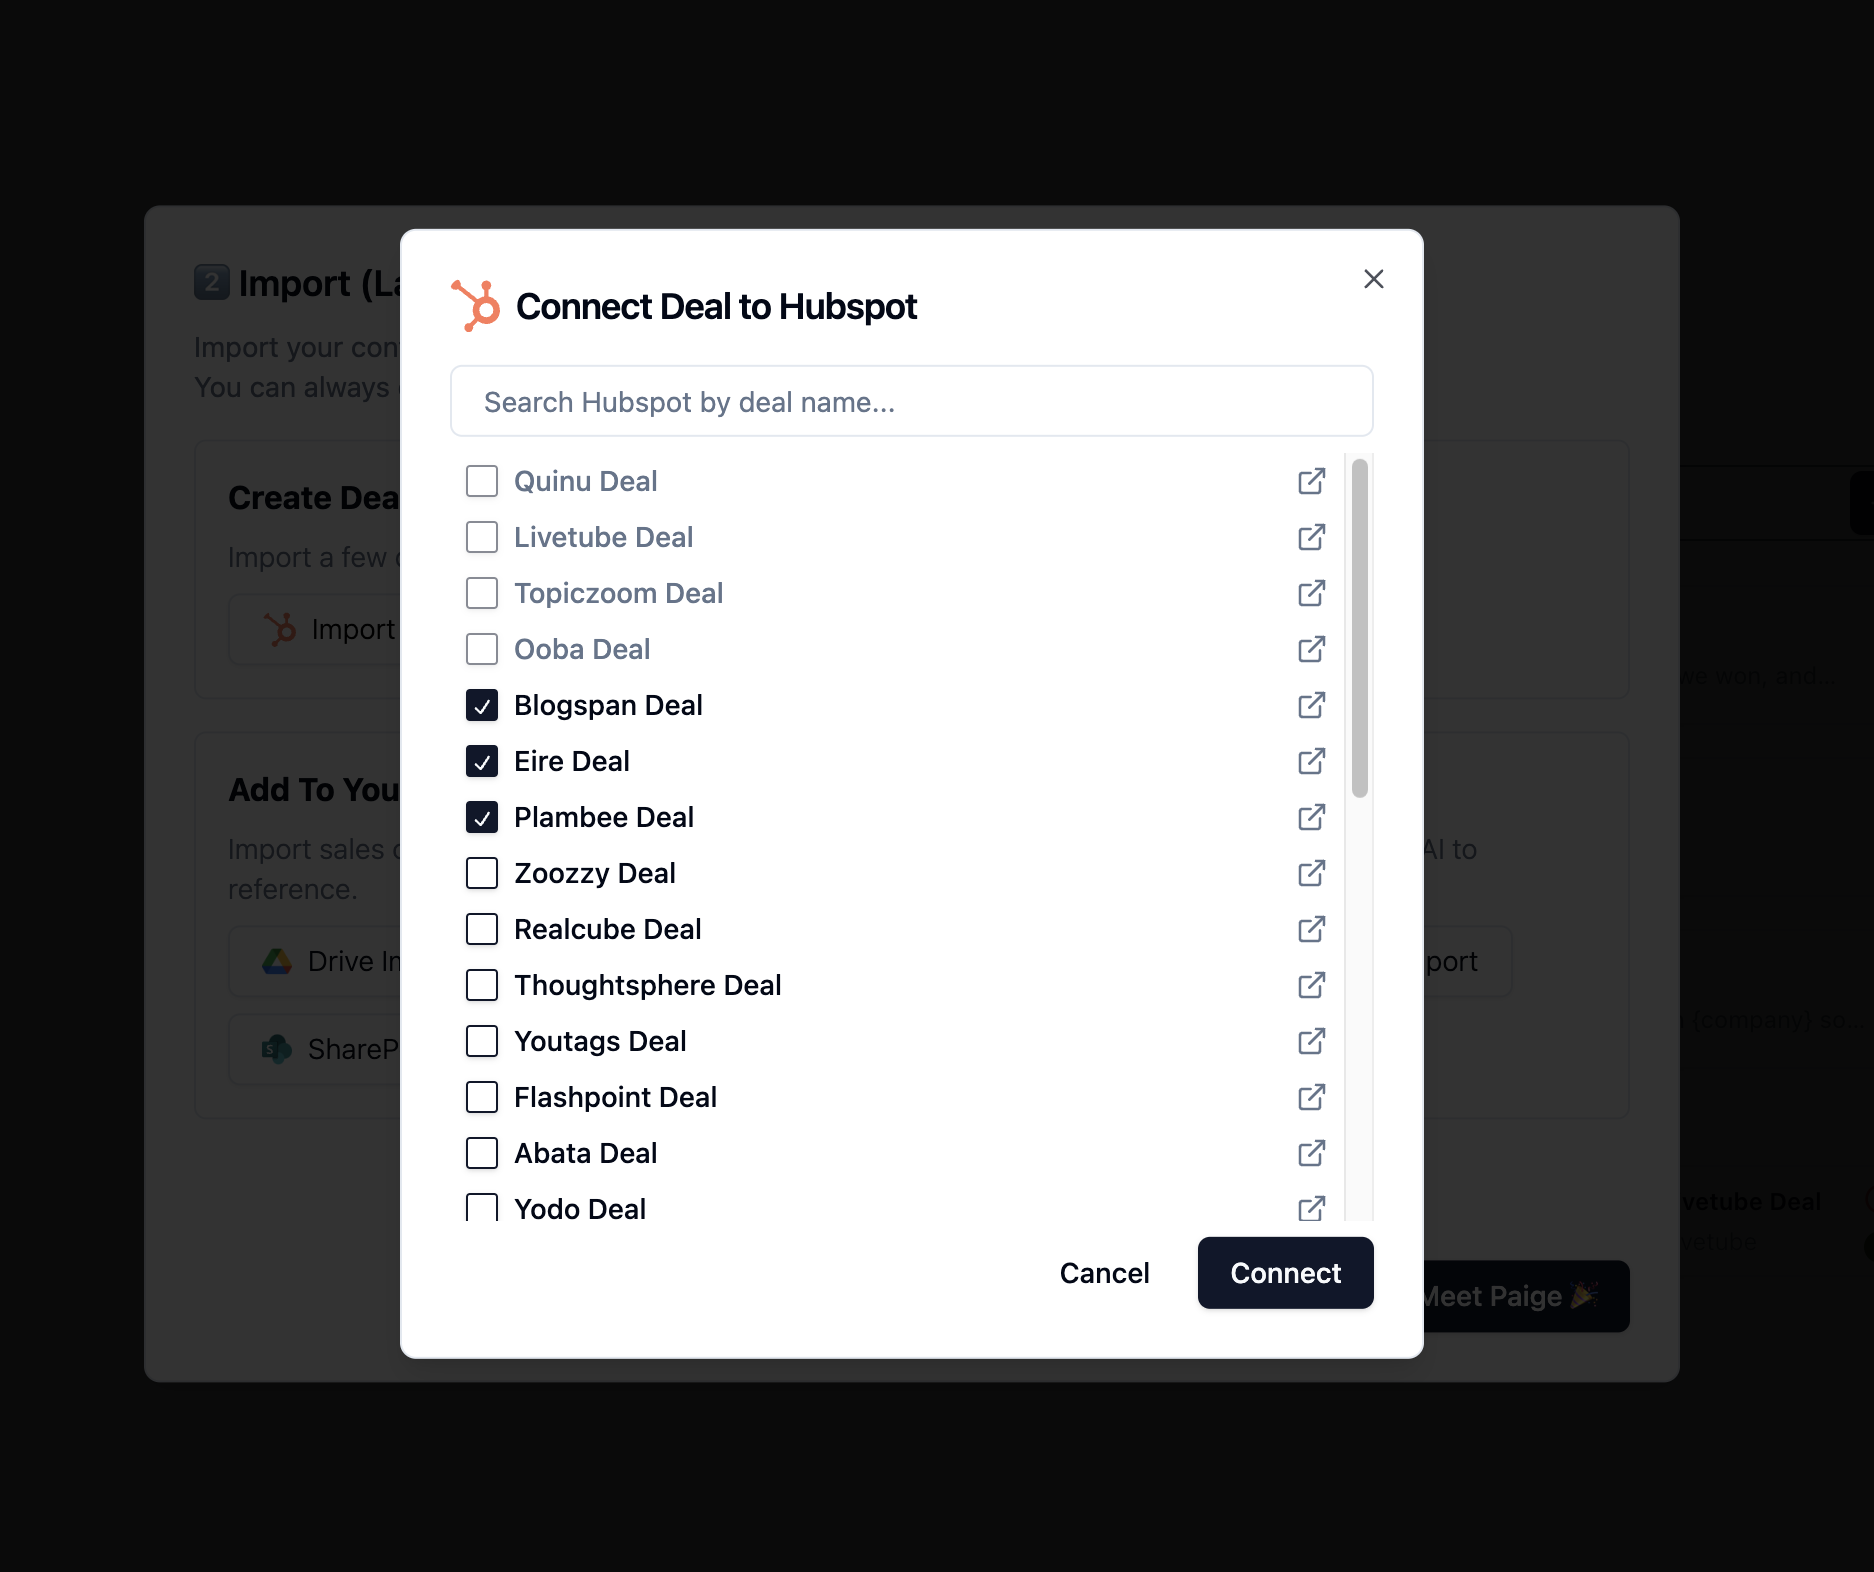 2 Import (La
Import your con
You can always
Create Dea
Import a few
Import
Add To You
Import sales
reference.
Drive In
ShareP
Connect Deal to Hubspot
Search Hubspot by deal name...
Quinu Deal
Livetube Deal
Topiczoom Deal
Ooba Deal
Blogspan Deal
Eire Deal
Plambee Deal
Zoozzy Deal
Realcube Deal
Thoughtsphere Deal
Youtags Deal
Flashpoint Deal
Abata Deal
Yodo Deal
Cancel
Connect
we won, and...
AI to
port
{company} so...
vetube Deal
vetube
Meet Paige 🎉